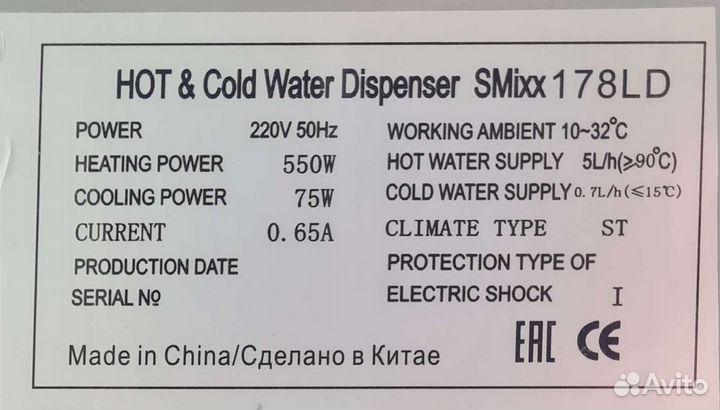 HOT & Cold Water Dispenser SMixx 178LD
POWER 220V 50Hz
HEATING POWER 550W
COOLING POWER 75W
CURRENT 0.65A
PRODUCTION DATE
SERIAL №
WORKING AMBIENT 10~32°C
HOT WATER SUPPLY 5L/h(≥90°C)
COLD WATER SUPPLY 0.7L/h(≤15℃)
CLIMATE TYPE ST
PROTECTION TYPE OF
ELECTRIC SHOCK I
Made in China/Сделано в Китае
EAC CE
Avito